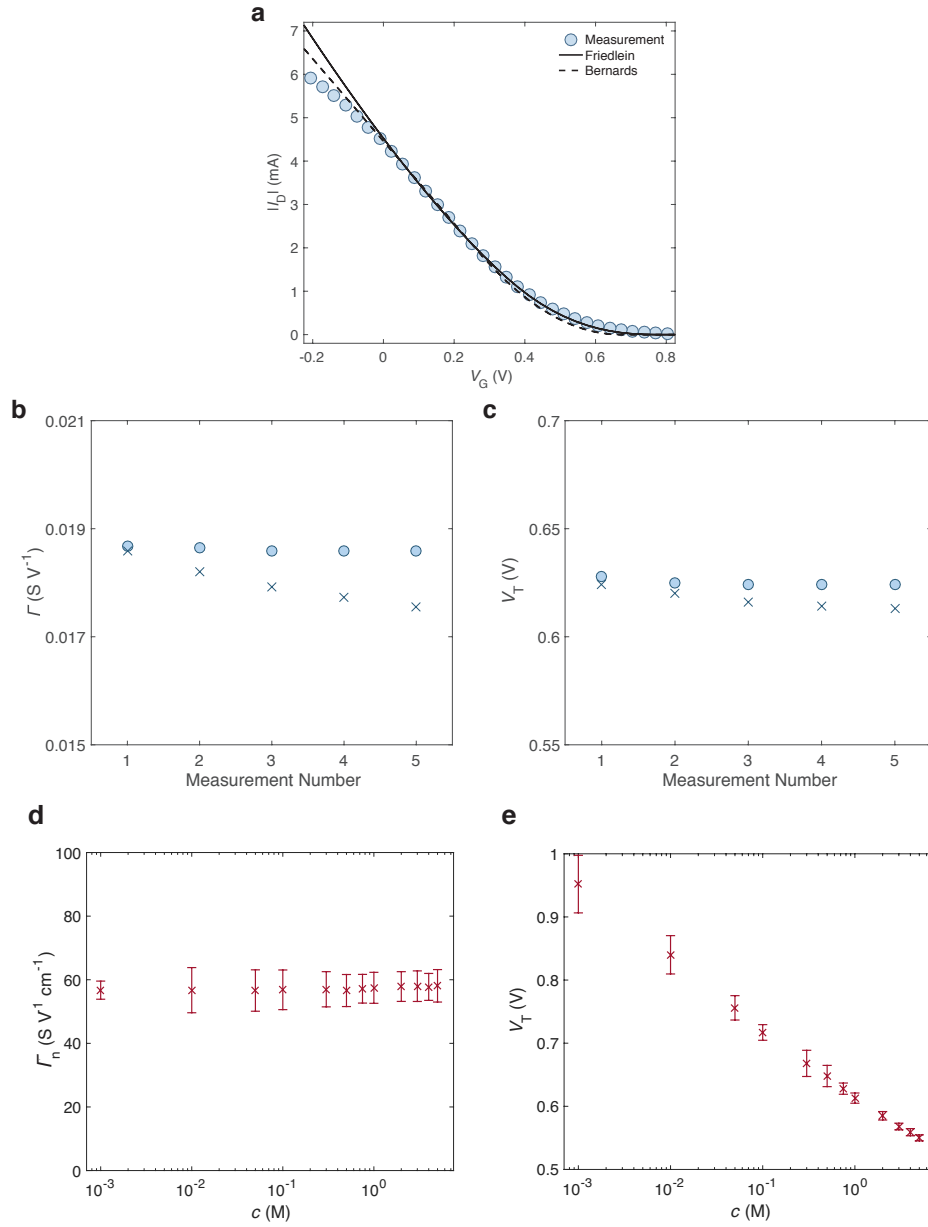 a
7
6
5
4
3
2
1
0
|I_D| (mA)
Measurement
Friedlein
Bernards
-0.2 0 0.2 0.4 0.6 0.8
V_G (V)
b
0.021
0.019
0.017
0.015
Γ (S V⁻¹)
1 2 3 4 5
Measurement Number
c
0.7
0.65
0.6
0.55
V_T (V)
1 2 3 4 5
Measurement Number
d
100
80
60
40
20
0
Γ_n (S V⁻¹ cm⁻¹)
10⁻³ 10⁻² 10⁻¹ 10⁰
c (M)
e
1
0.9
0.8
0.7
0.6
0.5
V_T (V)
10⁻³ 10⁻² 10⁻¹ 10⁰
c (M)